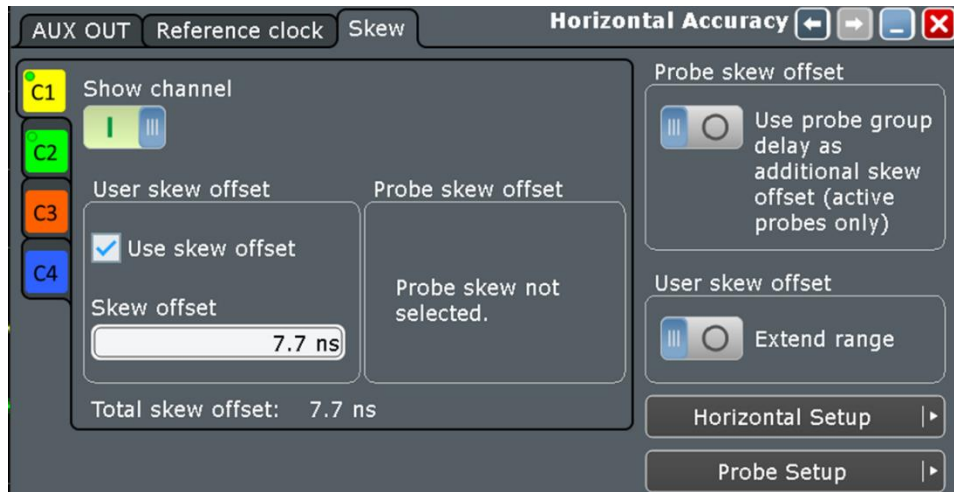 AUX OUT
Reference clock
Skew
Horizontal Accuracy
C1
C2
C3
C4
Show channel
User skew offset
Use skew offset
Skew offset
7.7 ns
Probe skew offset
Probe skew not
selected.
Total skew offset: 7.7 ns
Probe skew offset
Use probe group
delay as
additional skew
offset (active
probes only)
User skew offset
Extend range
Horizontal Setup
Probe Setup